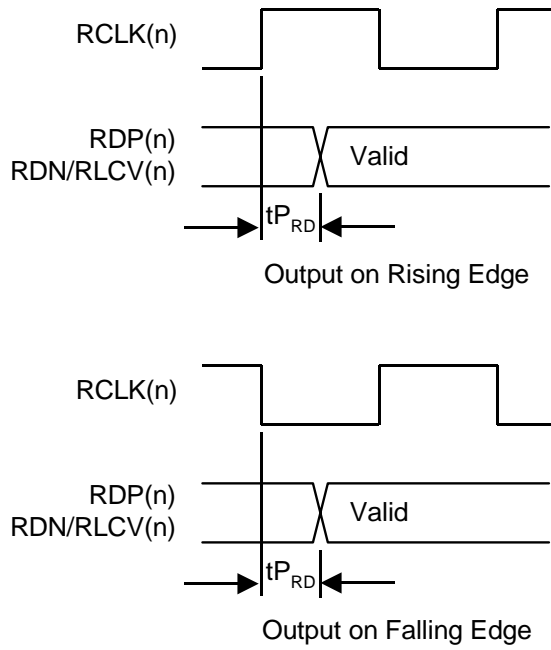 RCLK(n)
RDP(n)
RDN/RLCV(n)
Valid
tPRD
Output on Rising Edge
RCLK(n)
RDP(n)
RDN/RLCV(n)
Valid
tPRD
Output on Falling Edge